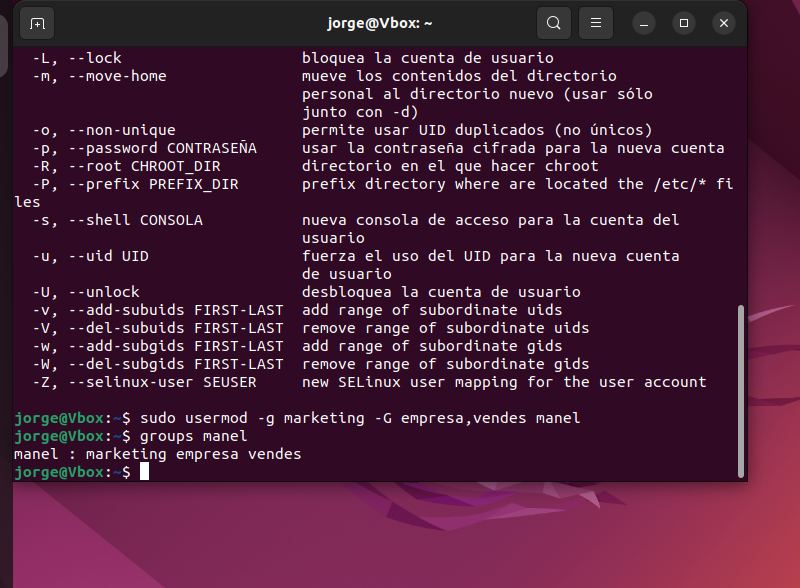 jorge@Vbox: ~
-L, --lock                    bloquea la cuenta de usuario
-m, --move-home               mueve los contenidos del directorio
personal al directorio nuevo (usar sólo
junto con -d)
-o, --non-unique              permite usar UID duplicados (no únicos)
-p, --password CONTRASEÑA     usar la contraseña cifrada para la nueva cuenta
-R, --root CHROOT_DIR         directorio en el que hacer chroot
-P, --prefix PREFIX_DIR       prefix directory where are located the /etc/* fi
les
-s, --shell CONSOLA           nueva consola de acceso para la cuenta del
usuario
-u, --uid UID                 fuerza el uso del UID para la nueva cuenta
de usuario
-U, --unlock                  desbloquea la cuenta de usuario
-v, --add-subuids FIRST-LAST  add range of subordinate uids
-V, --del-subuids FIRST-LAST  remove range of subordinate uids
-w, --add-subgids FIRST-LAST  add range of subordinate gids
-W, --del-subgids FIRST-LAST  remove range of subordinate gids
-Z, --selinux-user SEUSER     new SELinux user mapping for the user account
jorge@Vbox:~$ sudo usermod -g marketing -G empresa,vendes manel
jorge@Vbox:~$ groups manel
manel : marketing empresa vendes
jorge@Vbox:~$